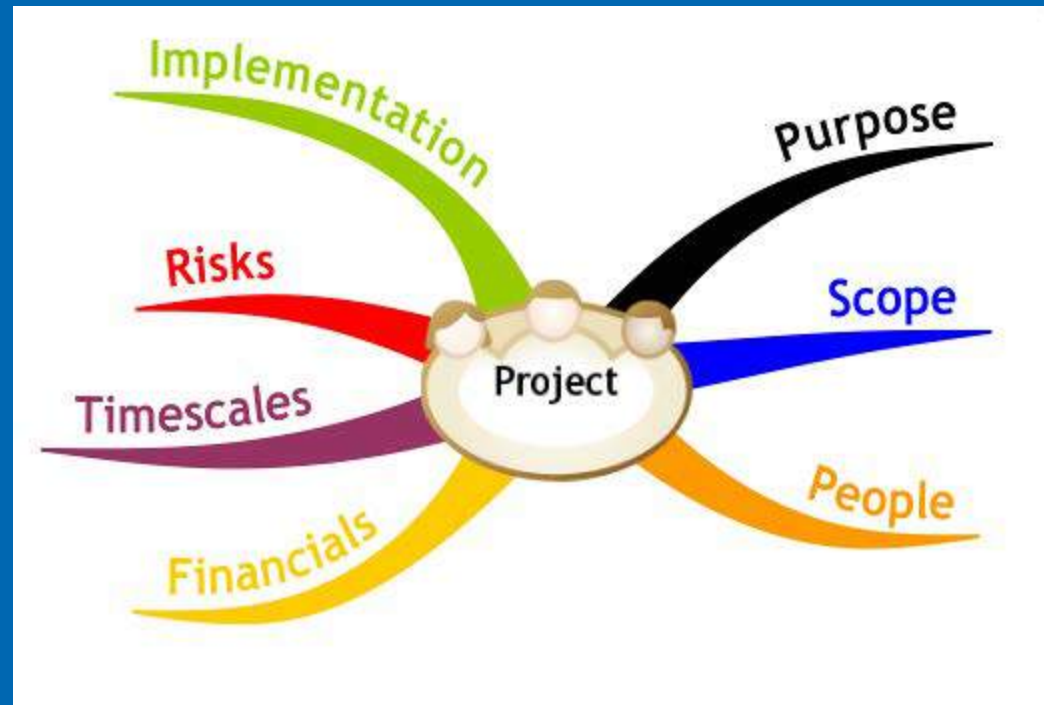 Implementation
Purpose
Risks
Scope
Project
Timescales
People
Financials